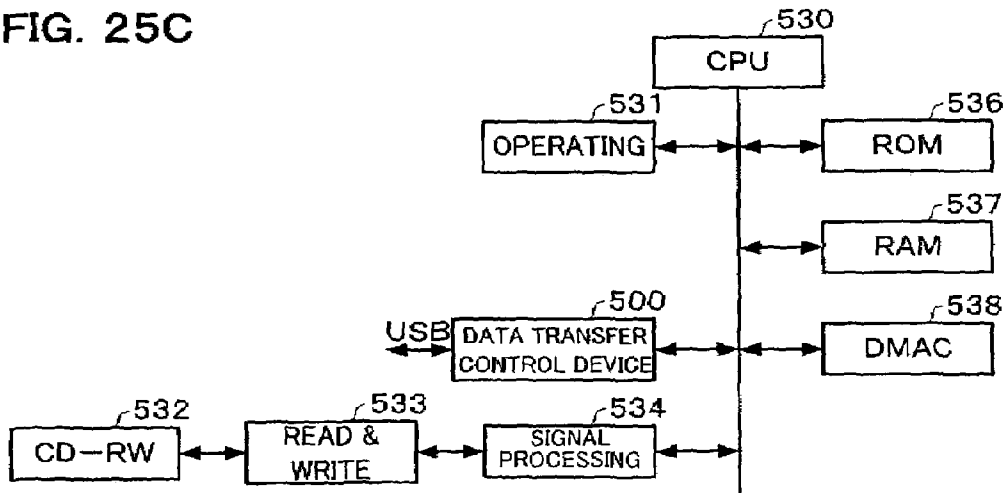 FIG. 25C
530
CPU
531
OPERATING
536
ROM
537
RAM
500
USB
DATA TRANSFER
CONTROL DEVICE
538
DMAC
532
CD-RW
533
READ &
WRITE
534
SIGNAL
PROCESSING